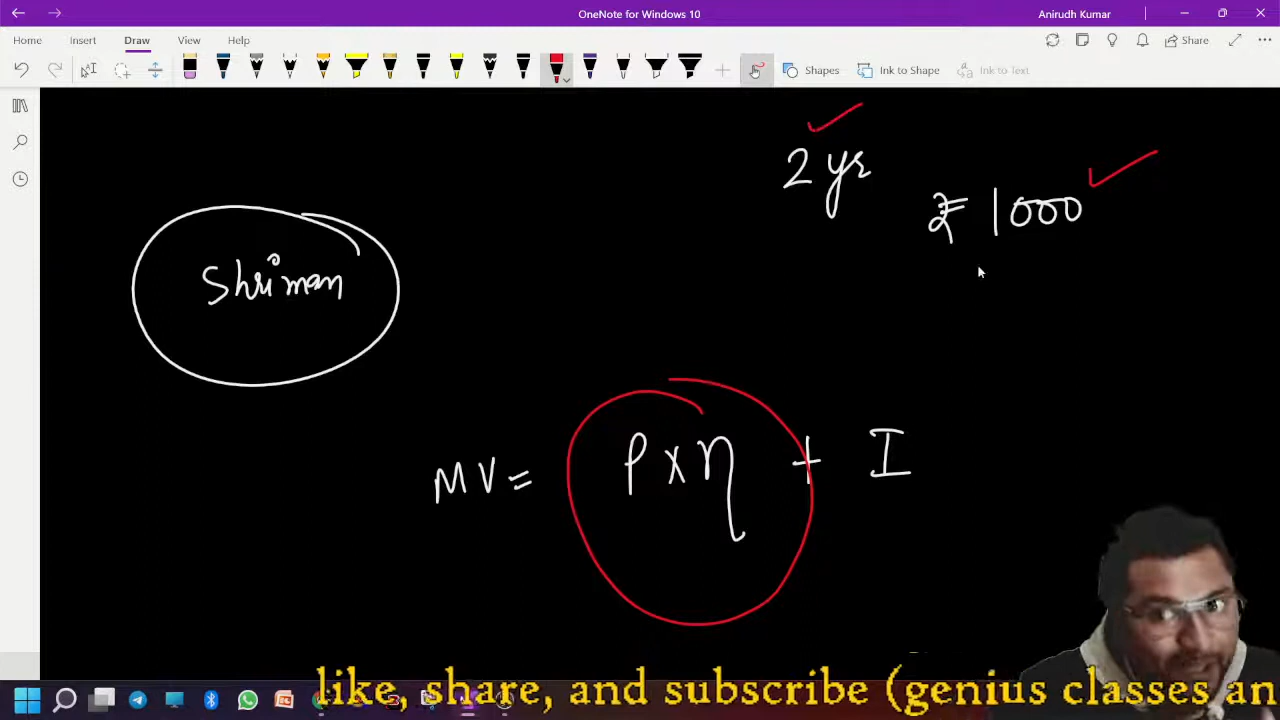 OneNote for Windows 10
Anirudh Kumar
Home Insert Draw View Help
Share
Shapes
Ink to Shape
Ink to Text
2 yr
₹ 1000
Shriman
MV = P x η + I
like, share, and subscribe (genius classes an